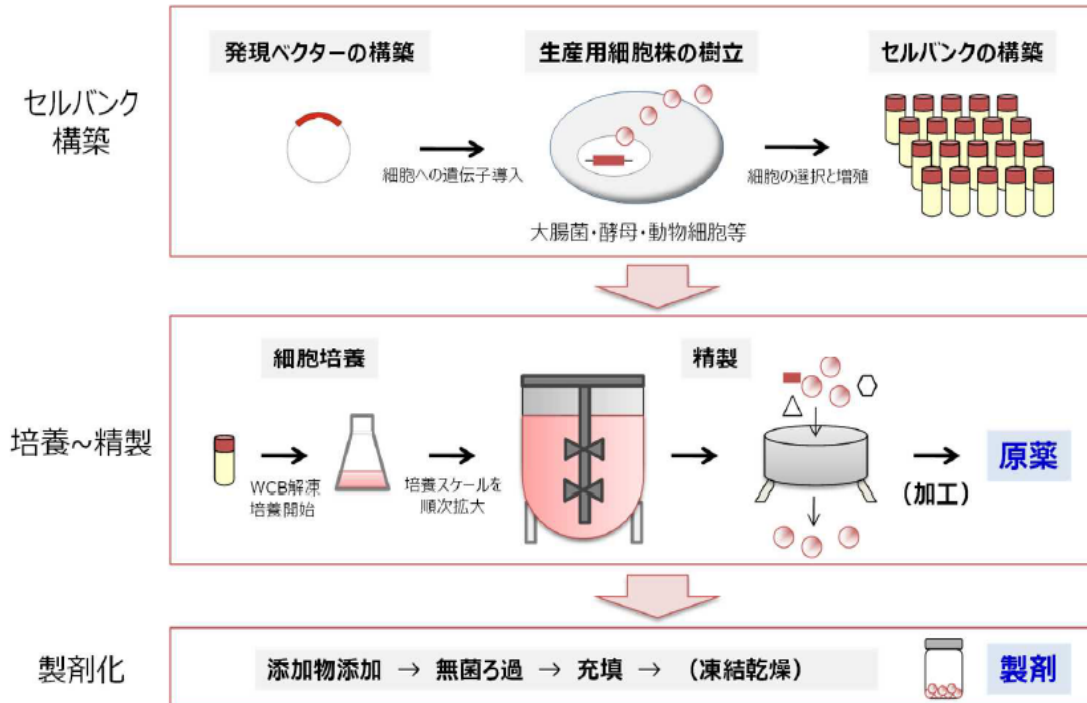 発現ベクターの構築
生産用細胞株の樹立
セルバンクの構築
セルバンク
構築
細胞への遺伝子導入
細胞の選択と増殖
大腸菌・酵母・動物細胞等
細胞培養
精製
培養~精製
WCB解凍
培養開始
培養スケールを
順次拡大
(加工)
原薬
製剤化
添加物添加 → 無菌ろ過 → 充填 → (凍結乾燥)
製剤